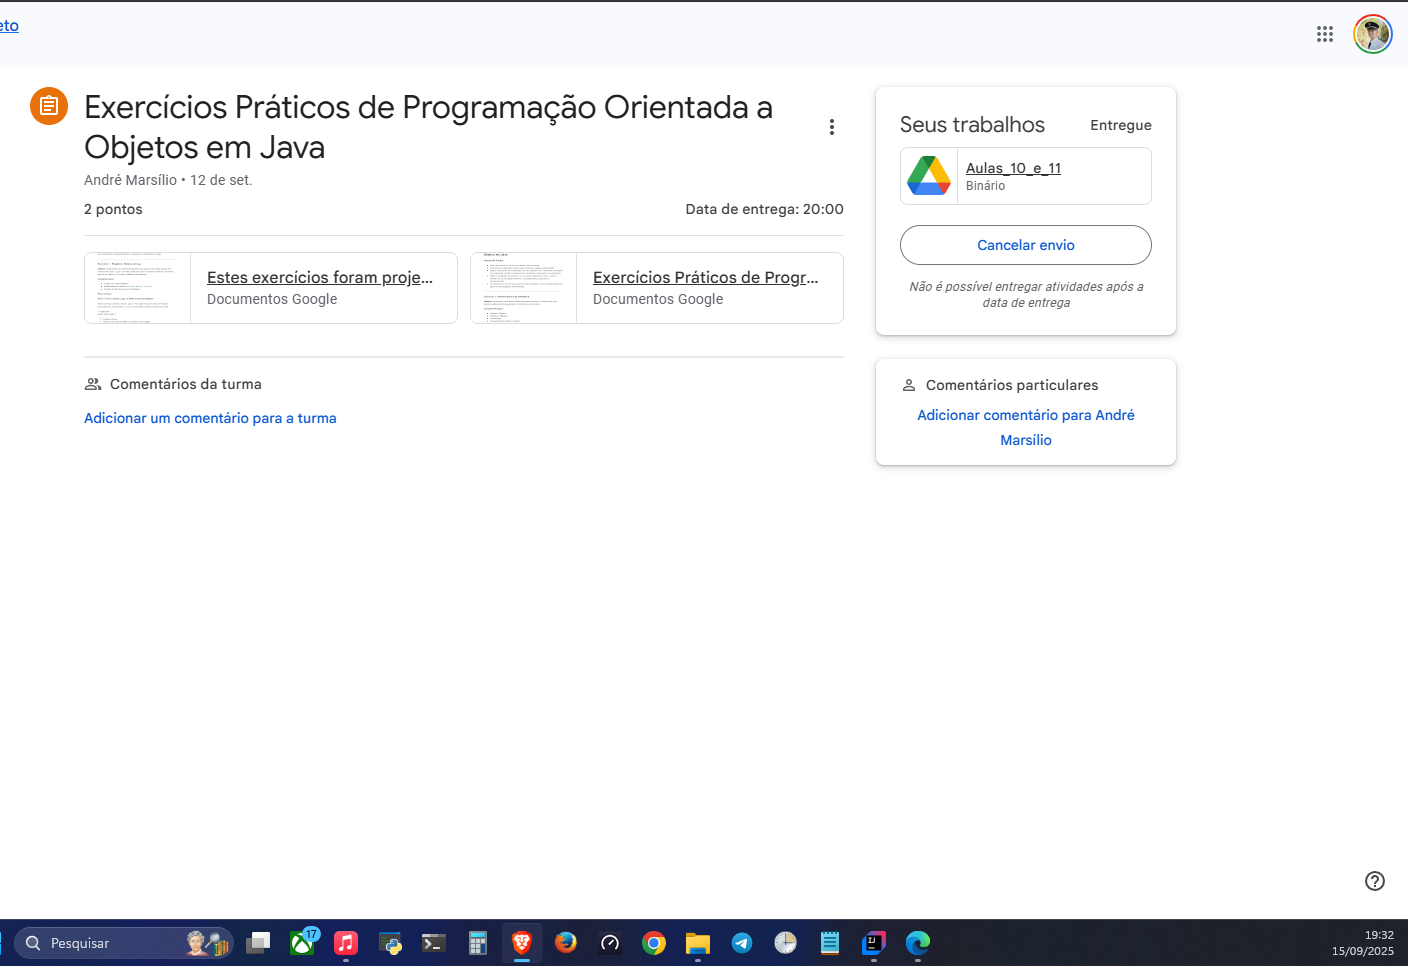 eto
Exercícios Práticos de Programação Orientada a
Objetos em Java
André Marsílio • 12 de set.
2 pontos
Data de entrega: 20:00
Estes exercícios foram proje...
Documentos Google
Exercícios Práticos de Progr...
Documentos Google
Comentários da turma
Adicionar um comentário para a turma
Seus trabalhos
Entregue
Aulas_10_e_11
Binário
Cancelar envio
Não é possível entregar atividades após a
data de entrega
Comentários particulares
Adicionar comentário para André
Marsílio
Pesquisar
17
19:32
15/09/2025